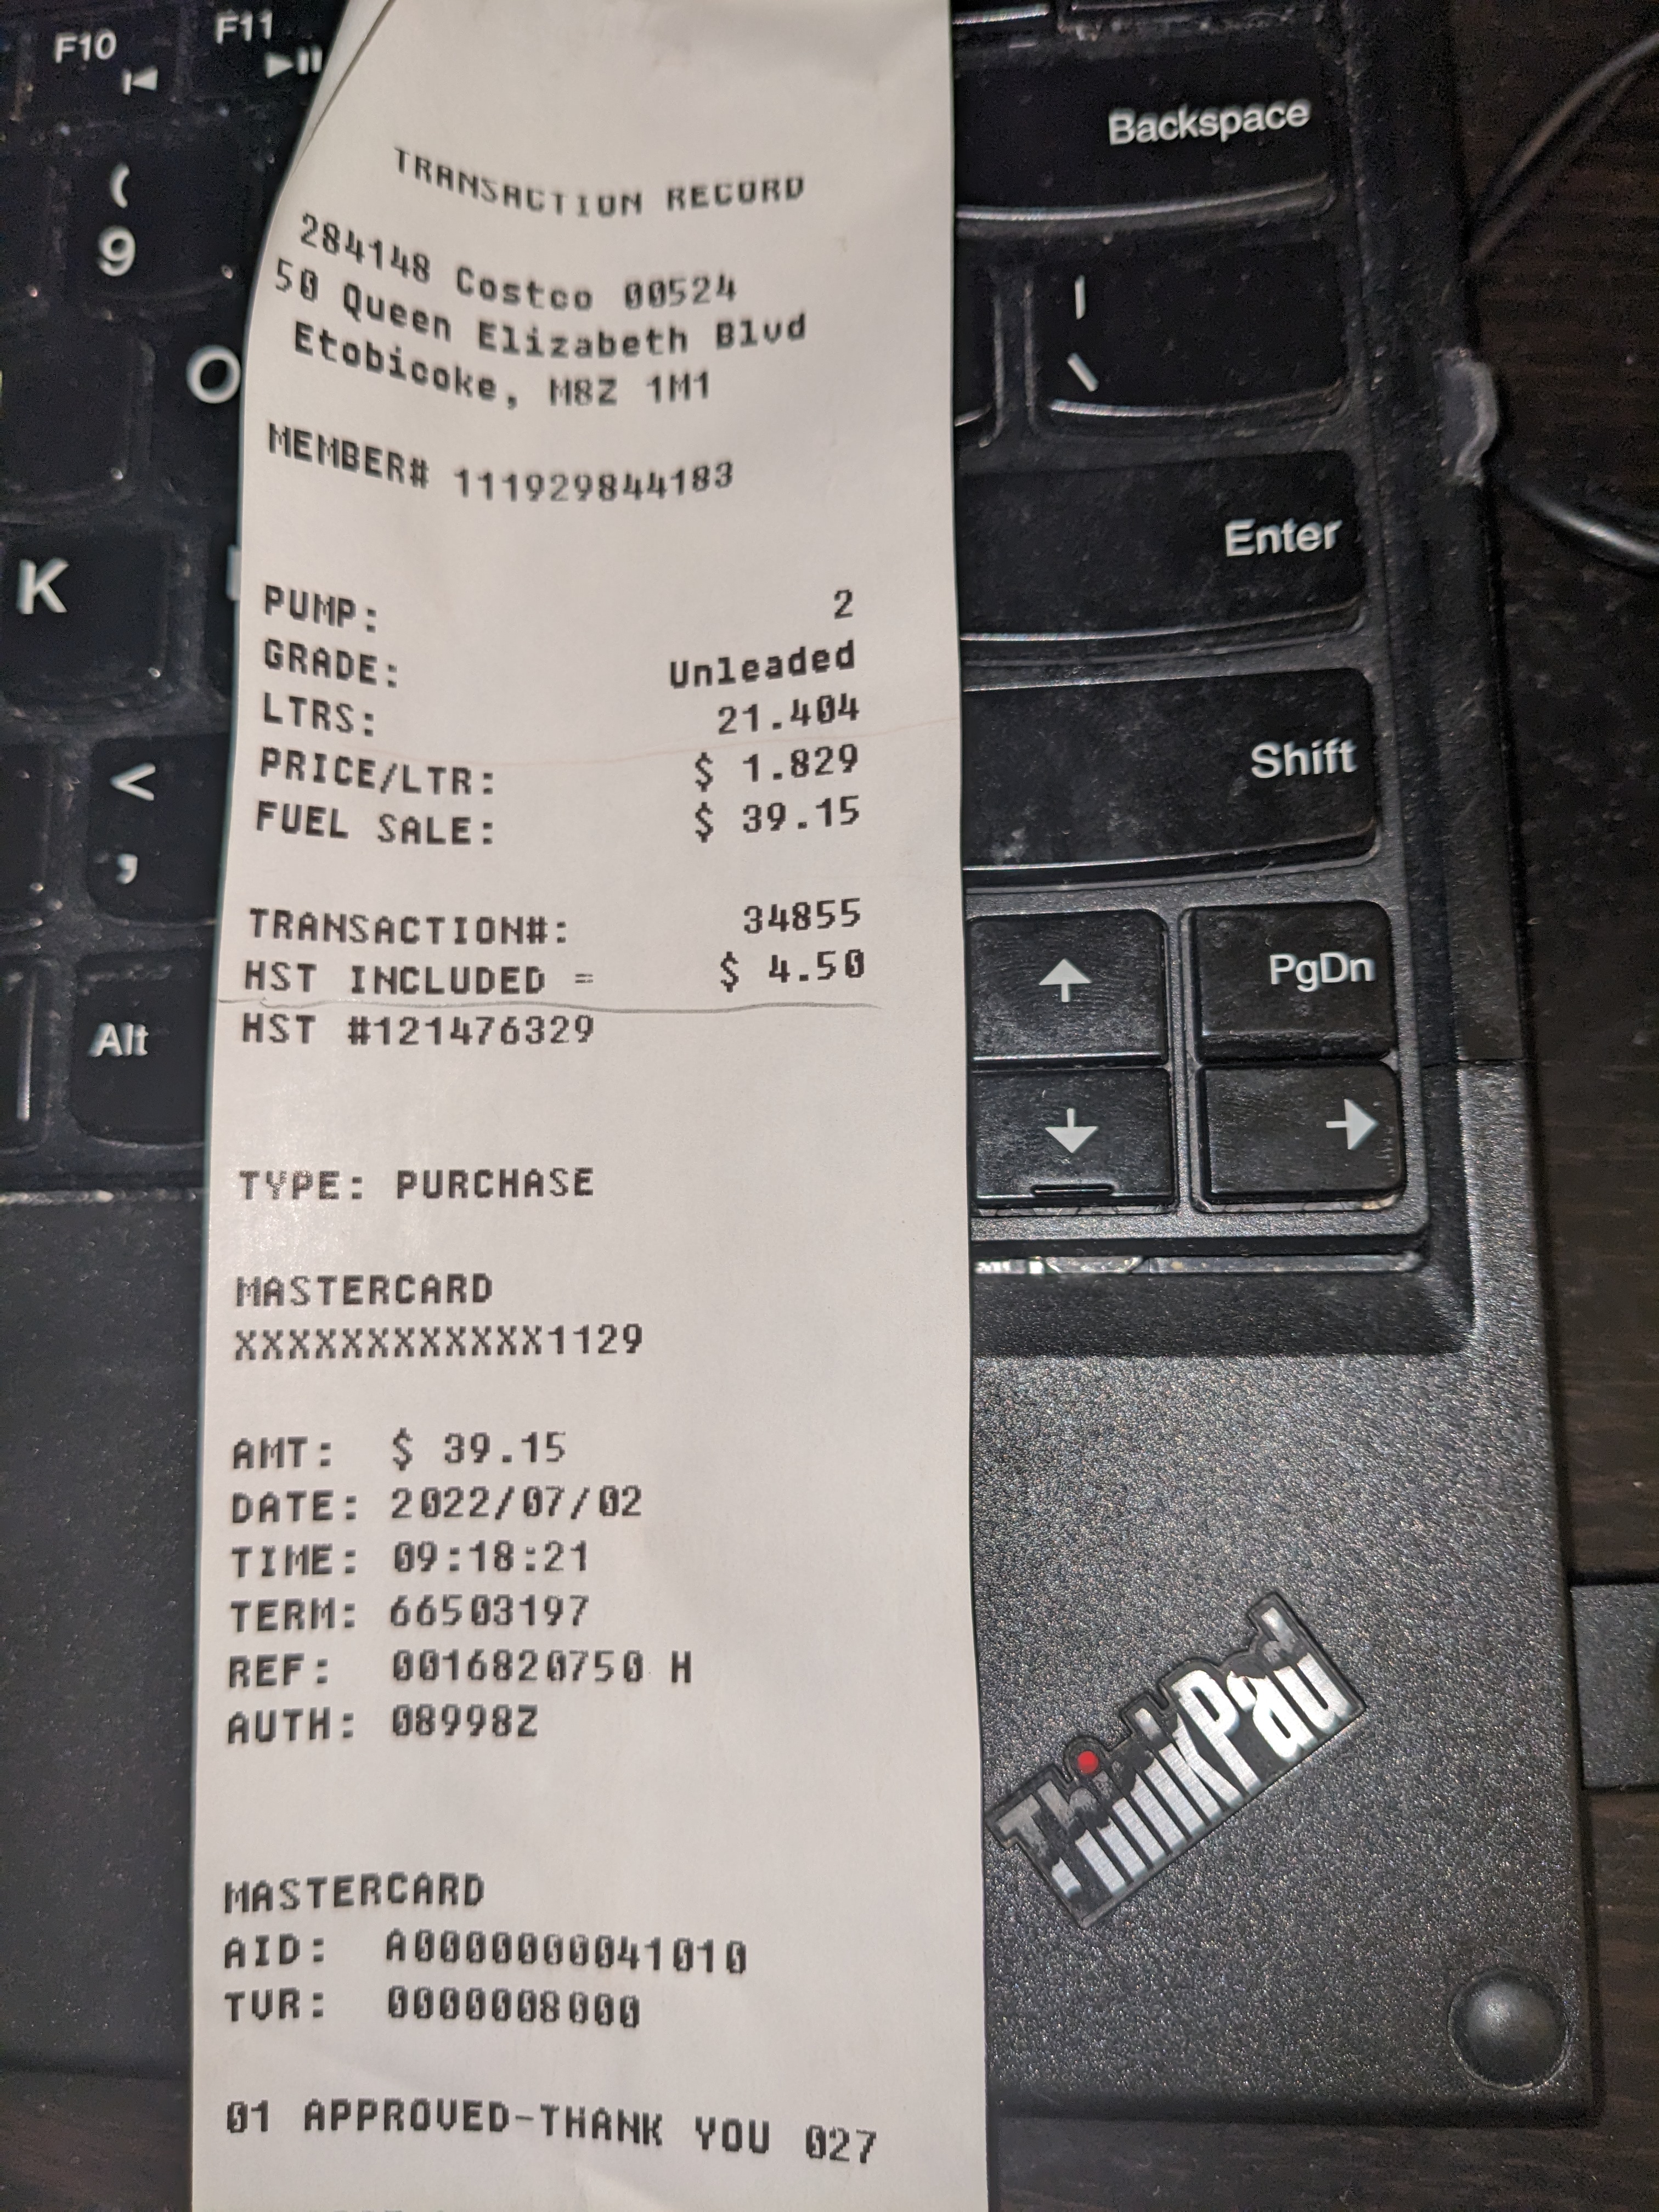 TRANSACTION RECORD
284148 Costco 00524
50 Queen Elizabeth Blvd
Etobicoke, M8Z 1M1
MEMBER# 111929844183
PUMP: 2
GRADE: Unleaded
LTRS: 21.404
PRICE/LTR: $ 1.829
FUEL SALE: $ 39.15
TRANSACTION#: 34855
HST INCLUDED = $ 4.50
HST #121476329
TYPE: PURCHASE
MASTERCARD
XXXXXXXXXXXX1129
AMT: $ 39.15
DATE: 2022/07/02
TIME: 09:18:21
TERM: 66503197
REF: 0016820750 H
AUTH: 08998Z
MASTERCARD
AID: A0000000041010
TVR: 0000008000
01 APPROVED-THANK YOU 027
F10
F11
Backspace
(
9
O
|
\
K
Enter
<
,
Shift
Alt
PgDn
ThinkPad